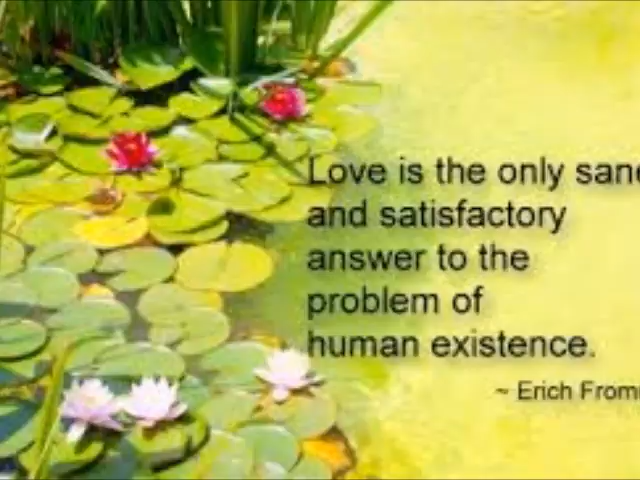 Love is the only sane
and satisfactory
answer to the
problem of
human existence.
~ Erich Fromm